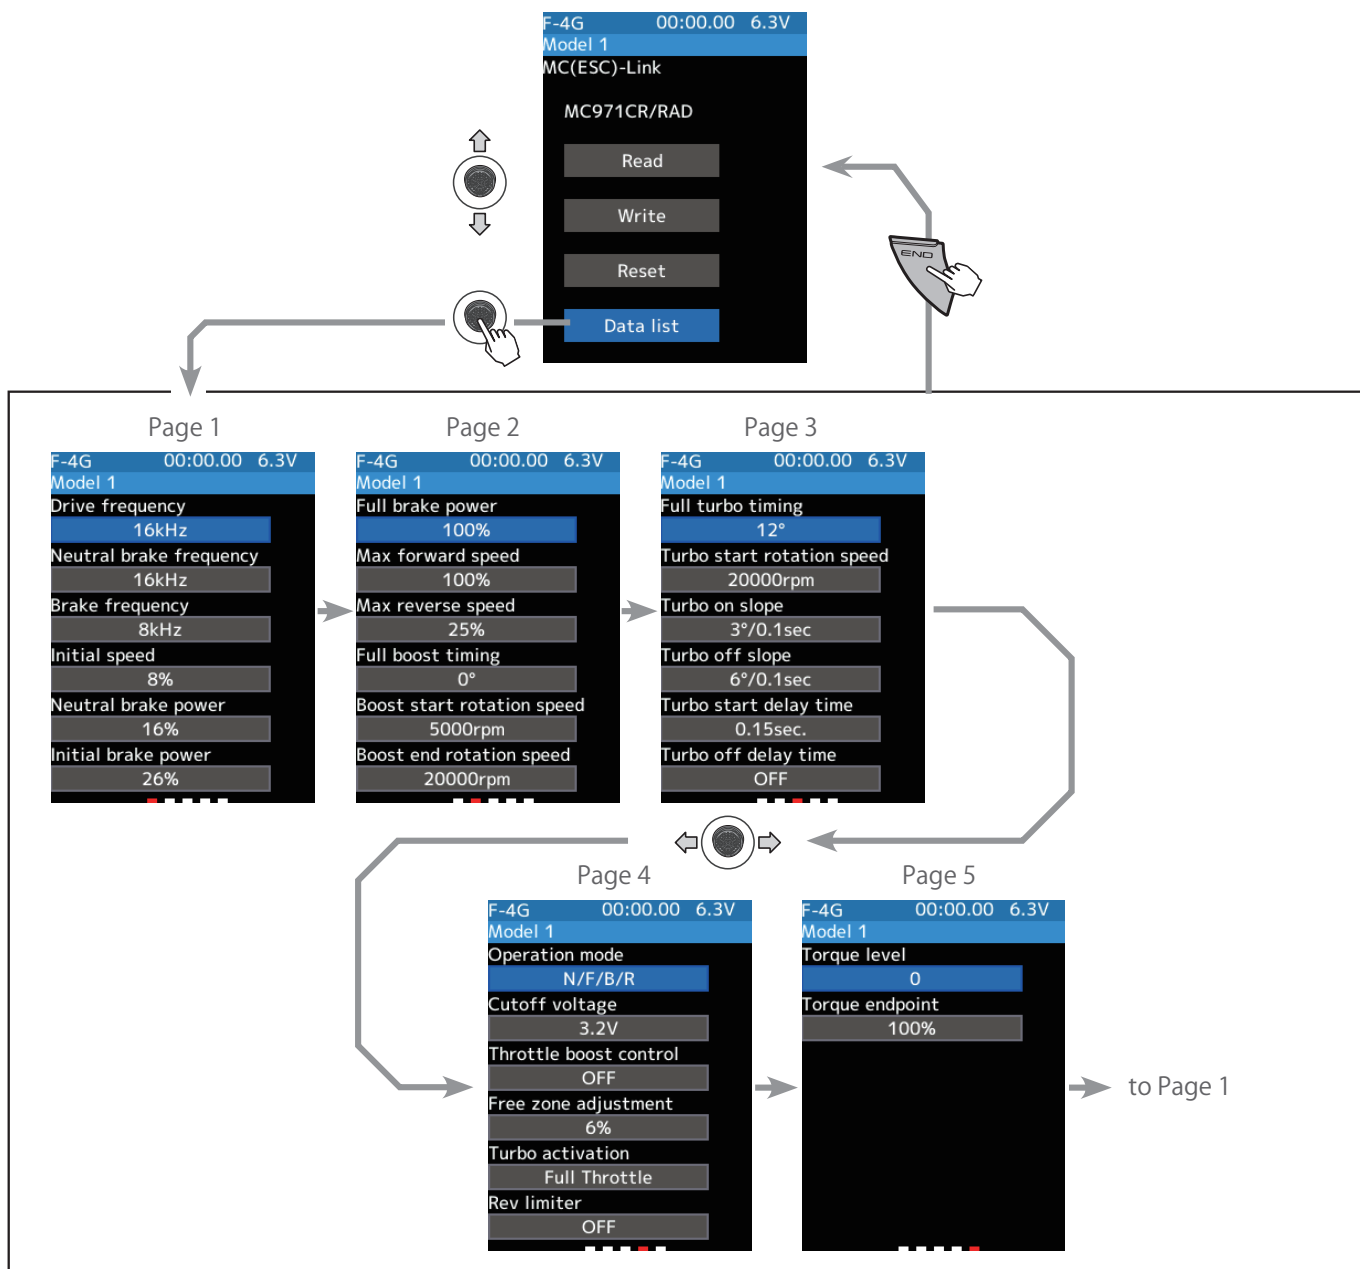 F-4G 00:00.00 6.3V
Model 1
MC(ESC)-Link
MC971CR/RAD
Read
Write
Reset
Data list
END
Page 1
F-4G 00:00.00 6.3V
Model 1
Drive frequency
16kHz
Neutral brake frequency
16kHz
Brake frequency
8kHz
Initial speed
8%
Neutral brake power
16%
Initial brake power
26%
Page 2
F-4G 00:00.00 6.3V
Model 1
Full brake power
100%
Max forward speed
100%
Max reverse speed
25%
Full boost timing
0°
Boost start rotation speed
5000rpm
Boost end rotation speed
20000rpm
Page 3
F-4G 00:00.00 6.3V
Model 1
Full turbo timing
12°
Turbo start rotation speed
20000rpm
Turbo on slope
3°/0.1sec
Turbo off slope
6°/0.1sec
Turbo start delay time
0.15sec.
Turbo off delay time
OFF
Page 4
F-4G 00:00.00 6.3V
Model 1
Operation mode
N/F/B/R
Cutoff voltage
3.2V
Throttle boost control
OFF
Free zone adjustment
6%
Turbo activation
Full Throttle
Rev limiter
OFF
Page 5
F-4G 00:00.00 6.3V
Model 1
Torque level
0
Torque endpoint
100%
to Page 1